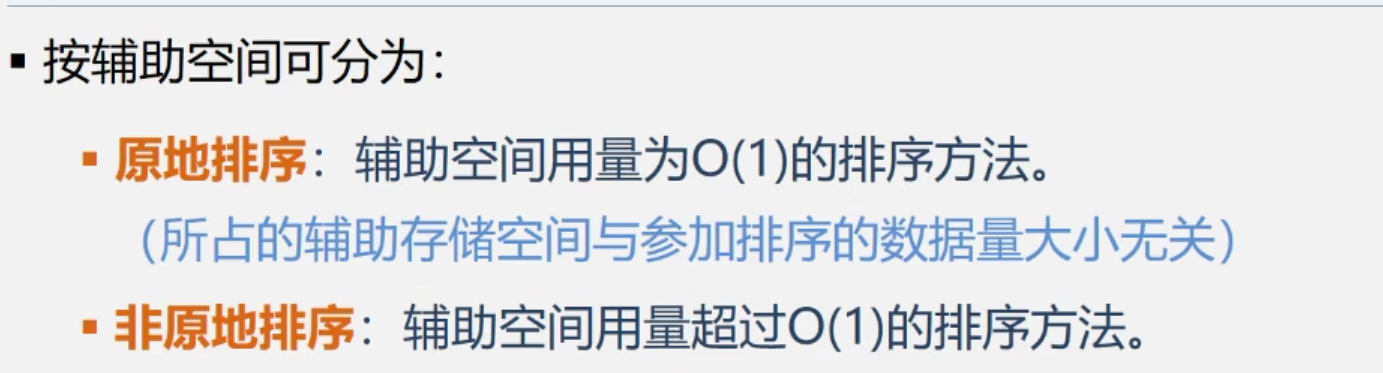 ▪ 按辅助空间可分为：
▪ 原地排序：辅助空间用量为O(1)的排序方法。
（所占的辅助存储空间与参加排序的数据量大小无关）
▪ 非原地排序：辅助空间用量超过O(1)的排序方法。